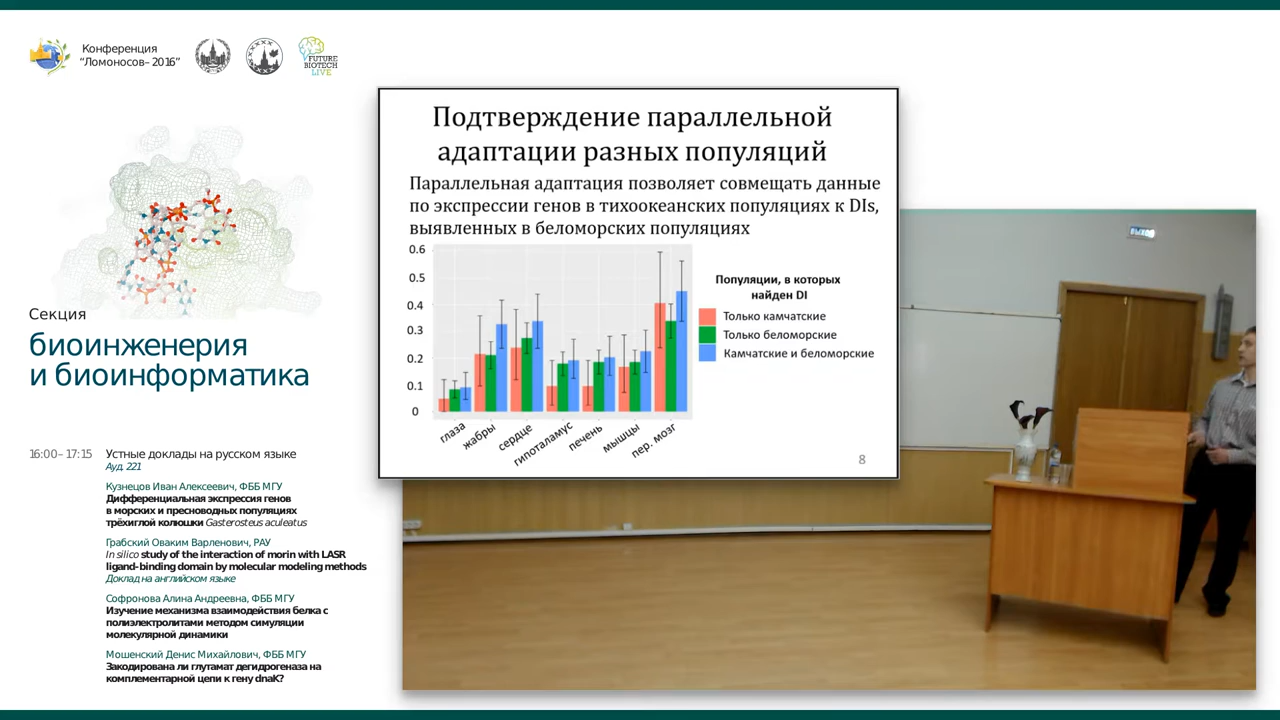 Конференция
“Ломоносов–2016”
FUTURE
BIOTECH
LIVE
Подтверждение параллельной
адаптации разных популяций
Параллельная адаптация позволяет совмещать данные
по экспрессии генов в тихоокеанских популяциях к DIs,
выявленных в беломорских популяциях
0.6
0.5
0.4
0.3
0.2
0.1
0
глаза
жабры
сердце
гипоталамус
печень
мышцы
пер. мозг
Популяции, в которых
найден DI
Только камчатские
Только беломорские
Камчатские и беломорские
8
Секция
биоинженерия
и биоинформатика
16:00–17:15 Устные доклады на русском языке
Ауд. 221
Кузнецов Иван Алексеевич, ФББ МГУ
Дифференциальная экспрессия генов
в морских и пресноводных популяциях
трёхиглой колюшки Gasterosteus aculeatus
Грабский Оваким Варленович, РАУ
In silico study of the interaction of morin with LASR
ligand-binding domain by molecular modeling methods
Доклад на английском языке
Софронова Алина Андреевна, ФББ МГУ
Изучение механизма взаимодействия белка с
полиэлектролитами методом симуляции
молекулярной динамики
Мошенский Денис Михайлович, ФББ МГУ
Закодирована ли глутамат дегидрогеназа на
комплементарной цепи к гену dnaK?